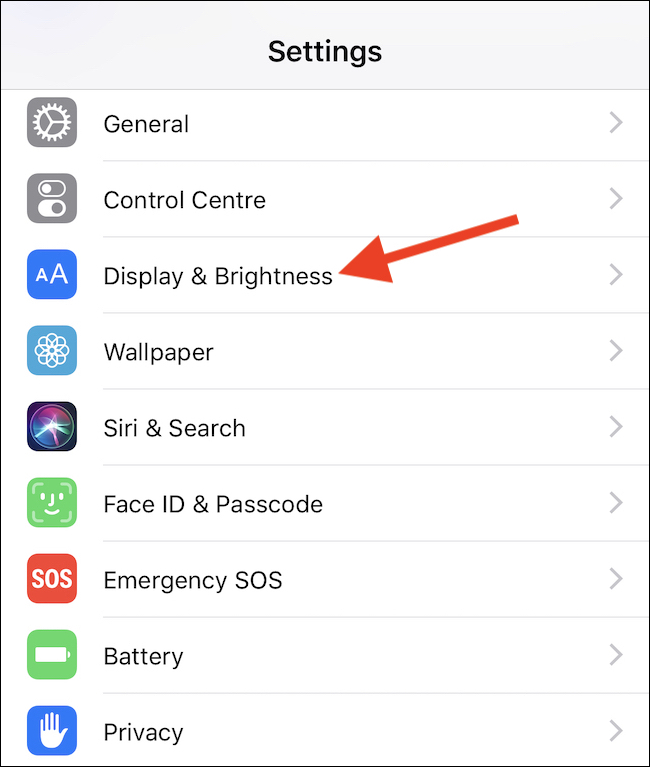 Settings
General
Control Centre
AA Display & Brightness
Wallpaper
Siri & Search
Face ID & Passcode
SOS Emergency SOS
Battery
Privacy